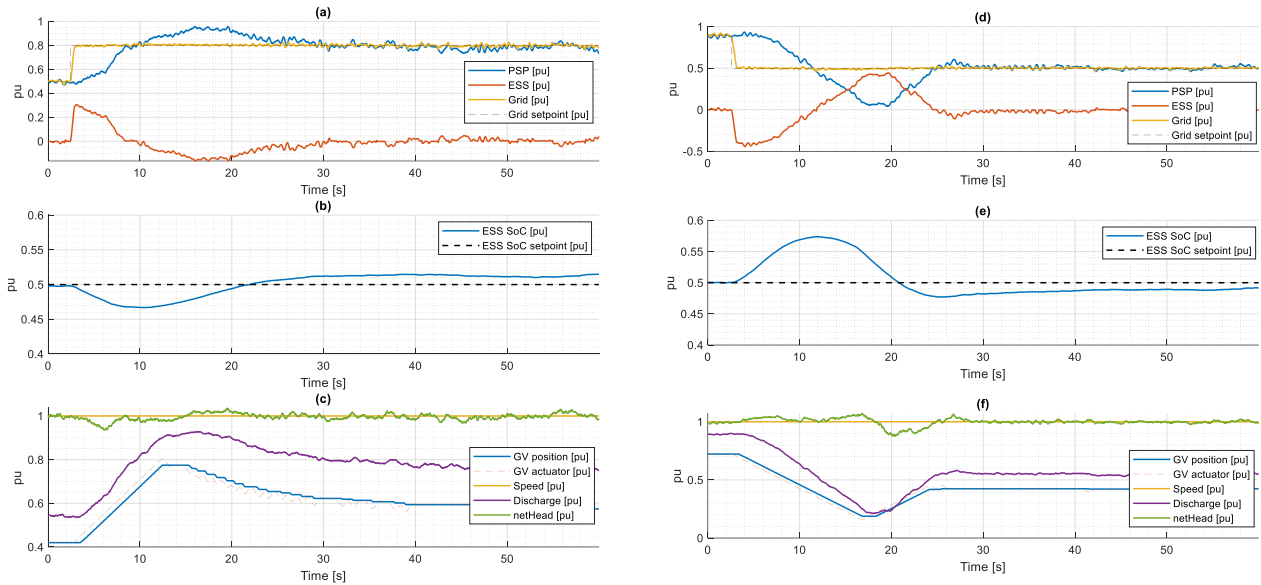 (a)
1
0.8
0.6
0.4
0.2
0
pu
PSP [pu]
ESS [pu]
Grid [pu]
Grid setpoint [pu]
0 10 20 30 40 50
Time [s]
(b)
0.6
0.55
0.5
0.45
0.4
pu
ESS SoC [pu]
ESS SoC setpoint [pu]
0 10 20 30 40 50
Time [s]
(c)
1
0.8
0.6
0.4
pu
GV position [pu]
GV actuator [pu]
Speed [pu]
Discharge [pu]
netHead [pu]
0 10 20 30 40 50
Time [s]
(d)
1
0.5
0
-0.5
pu
PSP [pu]
ESS [pu]
Grid [pu]
Grid setpoint [pu]
0 10 20 30 40 50
Time [s]
(e)
0.6
0.55
0.5
0.45
0.4
pu
ESS SoC [pu]
ESS SoC setpoint [pu]
0 10 20 30 40 50
Time [s]
(f)
1
0.5
0
pu
GV position [pu]
GV actuator [pu]
Speed [pu]
Discharge [pu]
netHead [pu]
0 10 20 30 40 50
Time [s]